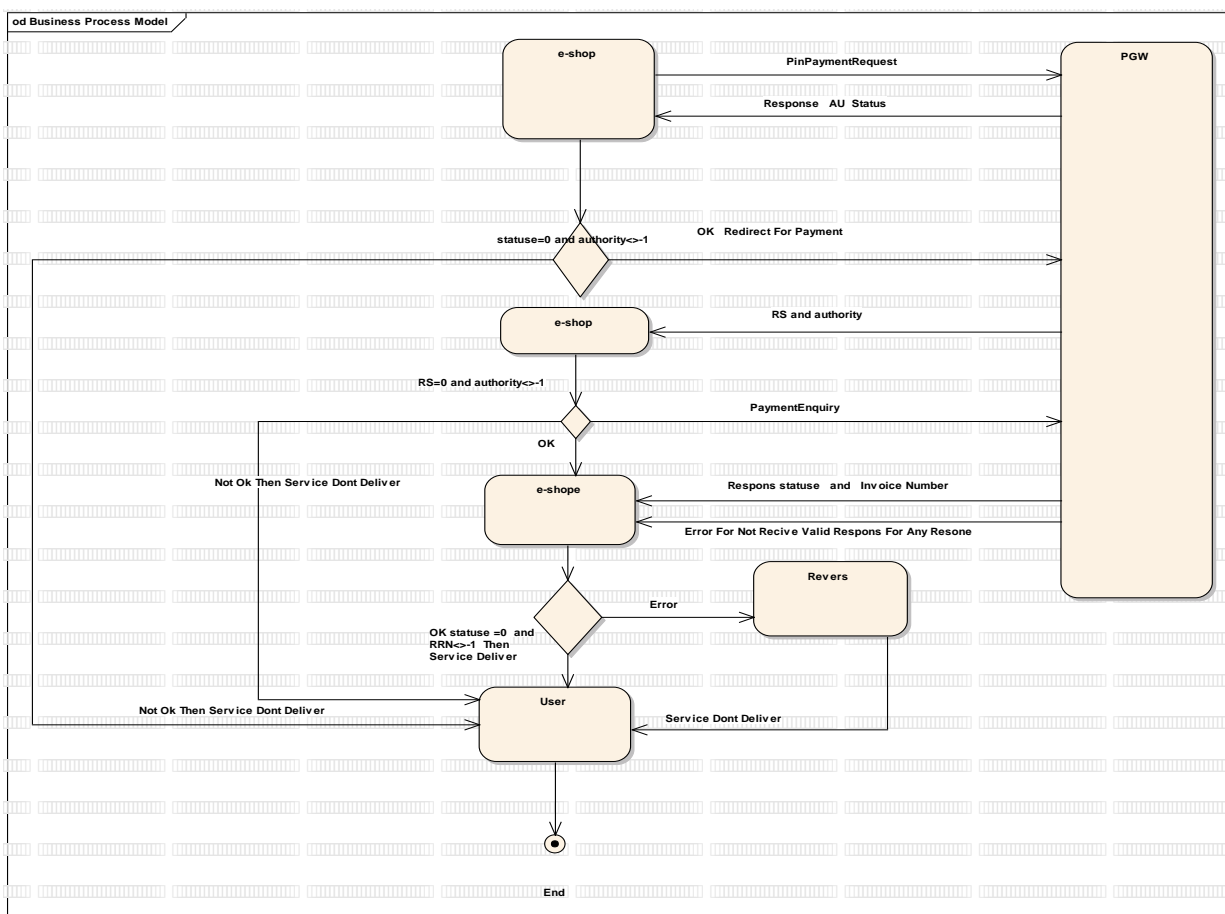 od Business Process Model
e-shop
PGW
PinPaymentRequest
Response AU Status
statuse=0 and authority<>-1
OK Redirect For Payment
e-shop
RS and authority
RS=0 and authority<>-1
PaymentEnquiry
OK
Not Ok Then Service Dont Deliver
e-shope
Respons statuse and Invoice Number
Error For Not Recive Valid Respons For Any Resone
Revers
Error
OK statuse =0 and
RRN<>-1 Then
Service Deliver
User
Not Ok Then Service Dont Deliver
Service Dont Deliver
End